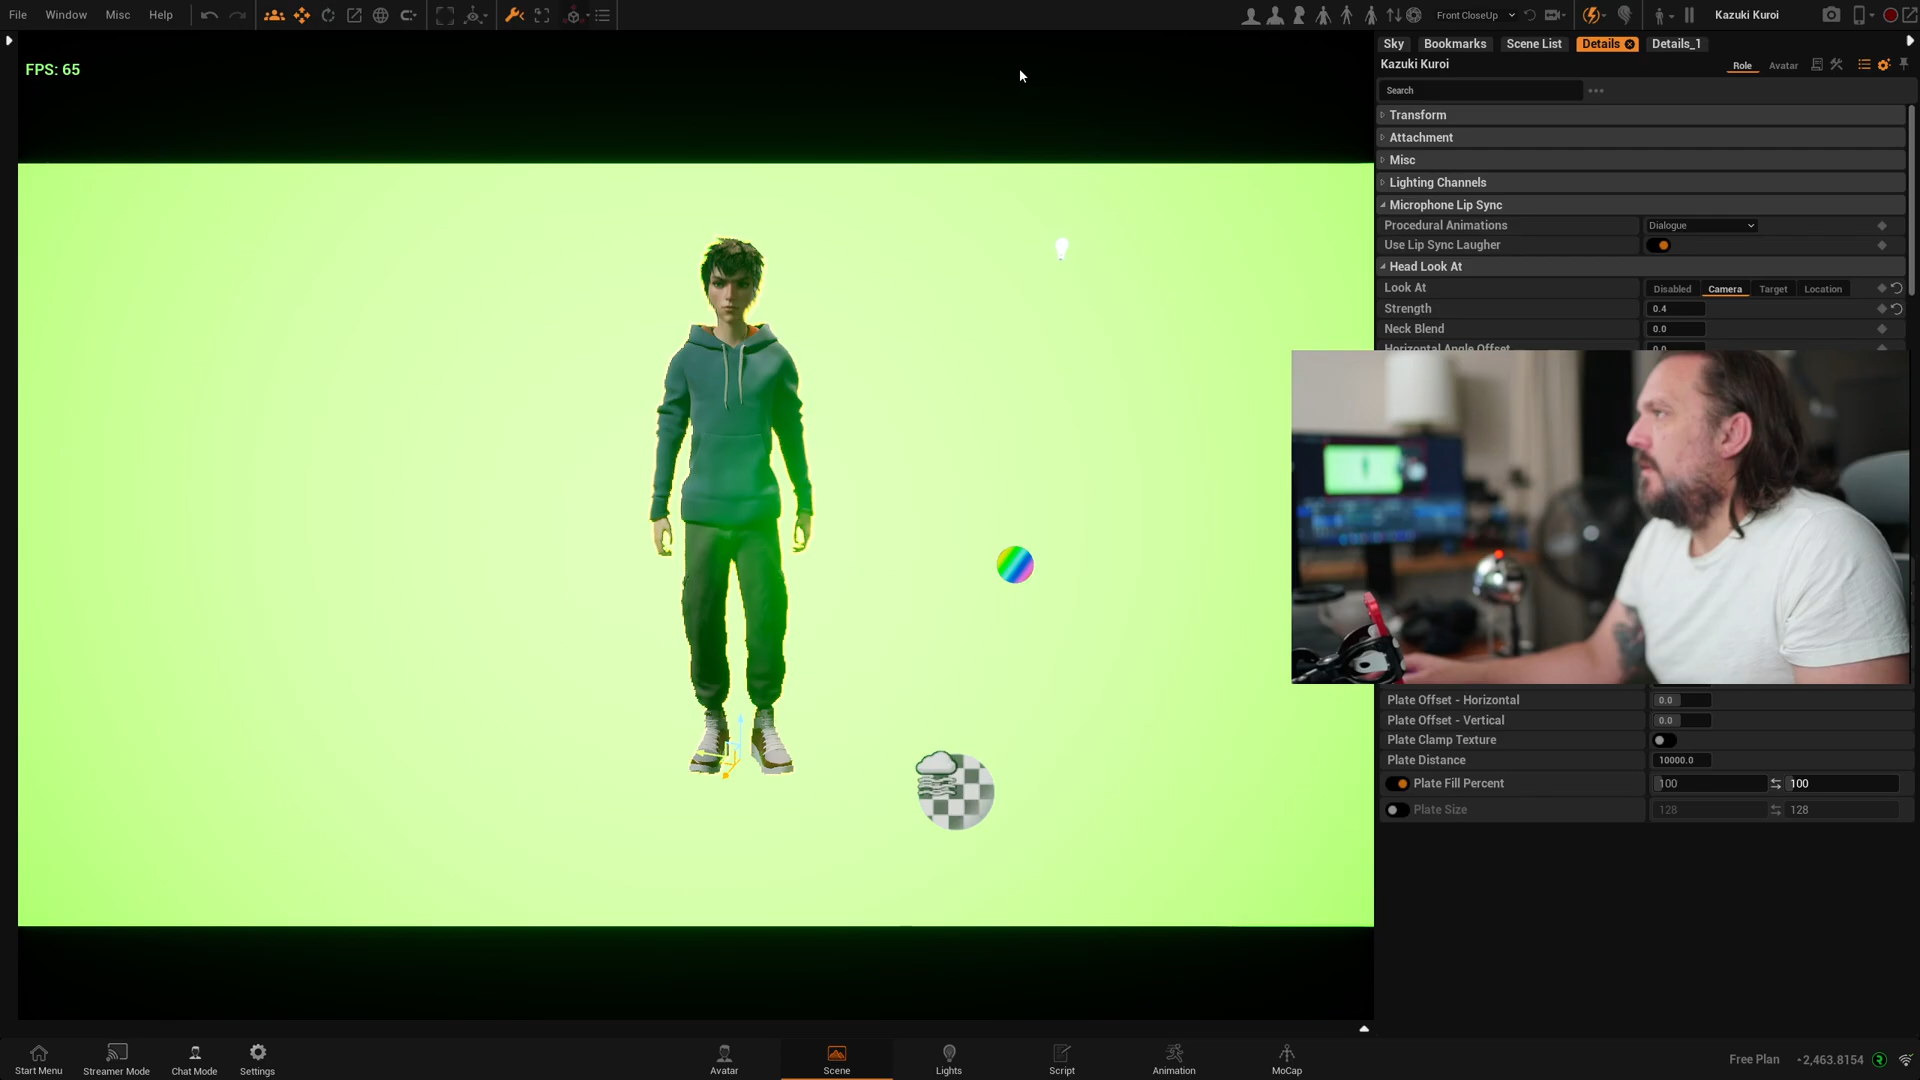 File Window Misc Help
Front CloseUp
Kazuki Kuroi
FPS: 65
Sky Bookmarks Scene List Details Details_1
Kazuki Kuroi
Role Avatar
Search
Transform
Attachment
Misc
Lighting Channels
Microphone Lip Sync
Procedural Animations Dialogue
Use Lip Sync Laugher
Head Look At
Look At Disabled Camera Target Location
Strength 0.4
Neck Blend 0.0
Horizontal Angle Offset 0.0
Plate Offset - Horizontal 0.0
Plate Offset - Vertical 0.0
Plate Clamp Texture
Plate Distance 10000.0
Plate Fill Percent 100 100
Plate Size 128 128
Start Menu Streamer Mode Chat Mode Settings Avatar Scene Lights Script Animation MoCap
Free Plan 2,463.8154